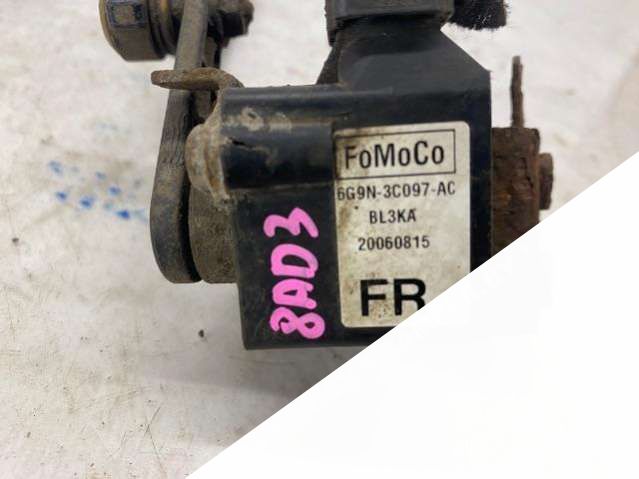 FoMoCo
6G9N-3C097-AC
BL3KA
20060815
FR
8AD3